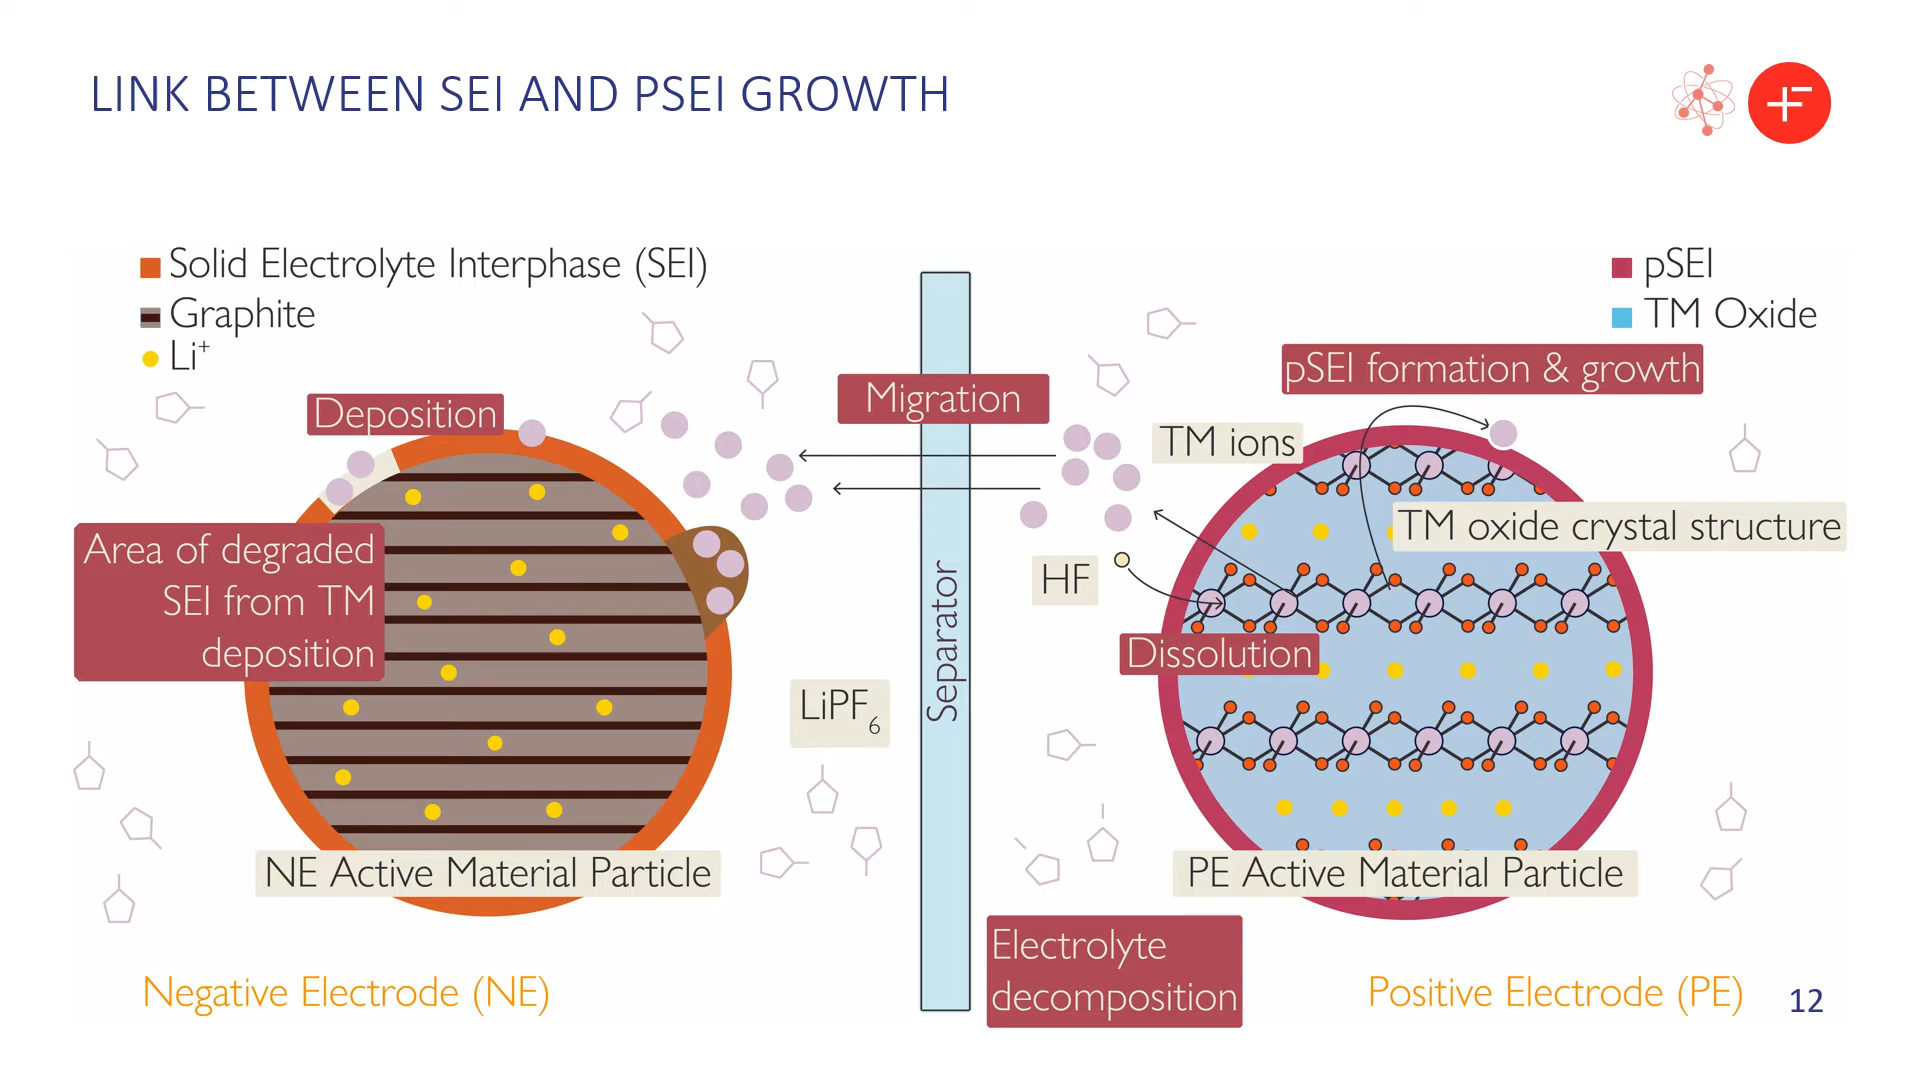 LINK BETWEEN SEI AND PSEI GROWTH
Solid Electrolyte Interphase (SEI)
Graphite
Li⁺
pSEI
TM Oxide
pSEI formation & growth
Deposition
Migration
TM ions
TM oxide crystal structure
Area of degraded
SEI from TM
deposition
HF
Dissolution
Separator
LiPF₆
NE Active Material Particle
PE Active Material Particle
Electrolyte
decomposition
Negative Electrode (NE)
Positive Electrode (PE)
12